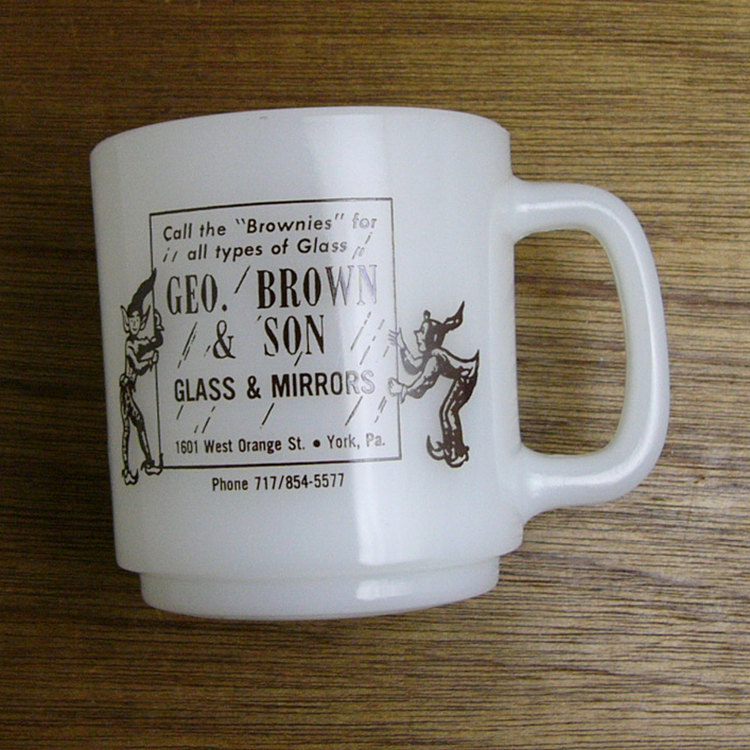 Call the "Brownies" for
all types of Glass
GEO. BROWN
& SON
GLASS & MIRRORS
1601 West Orange St. • York, Pa.
Phone 717/854-5577